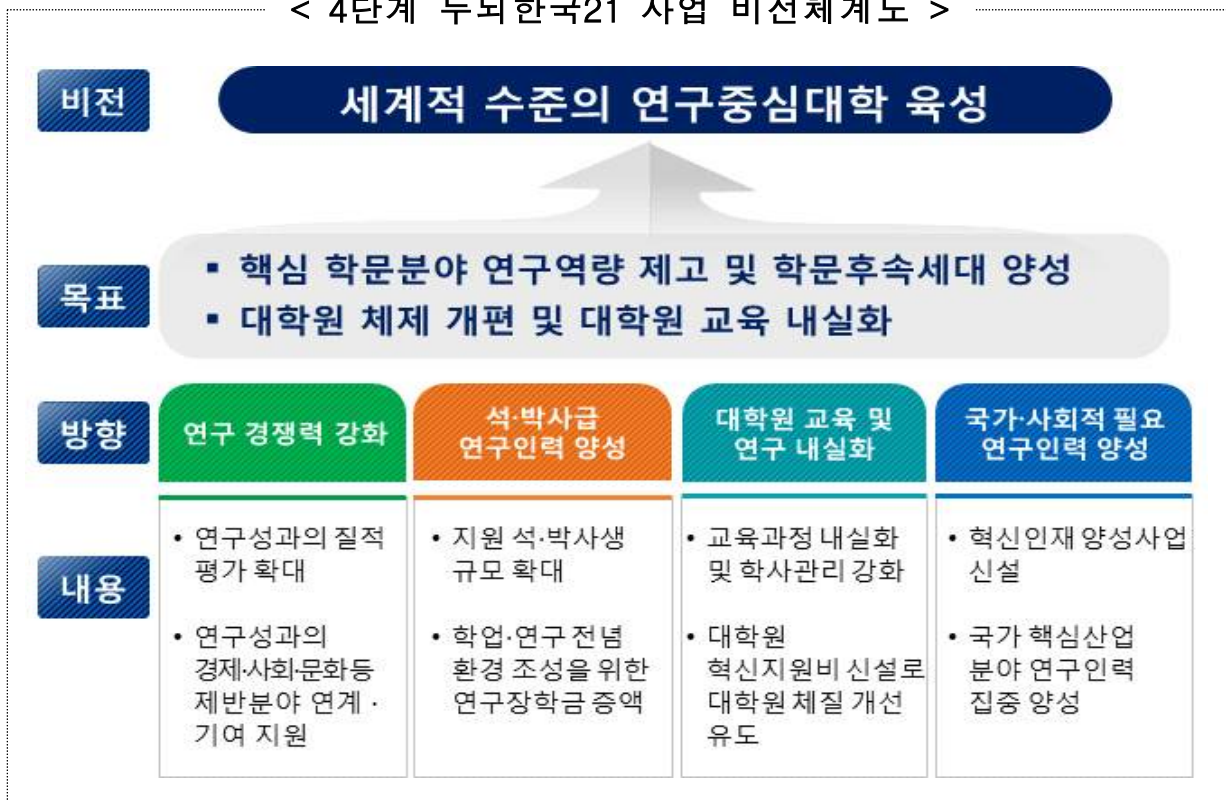 < 4단계 두뇌한국21 사업 비전체계도 >
비전
세계적 수준의 연구중심대학 육성
목표
▪ 핵심 학문분야 연구역량 제고 및 학문후속세대 양성
▪ 대학원 체제 개편 및 대학원 교육 내실화
방향
연구 경쟁력 강화
석·박사급
연구인력 양성
대학원 교육 및
연구 내실화
국가·사회적 필요
연구인력 양성
내용
• 연구성과의 질적
평가 확대
• 연구성과의
경제·사회·문화등
제반분야 연계 ·
기여 지원
• 지원 석·박사생
규모 확대
• 학업·연구 전념
환경 조성을 위한
연구장학금 증액
• 교육과정 내실화
및 학사관리 강화
• 대학원
혁신지원비 신설로
대학원 체질 개선
유도
• 혁신인재 양성사업
신설
• 국가 핵심산업
분야 연구인력
집중 양성